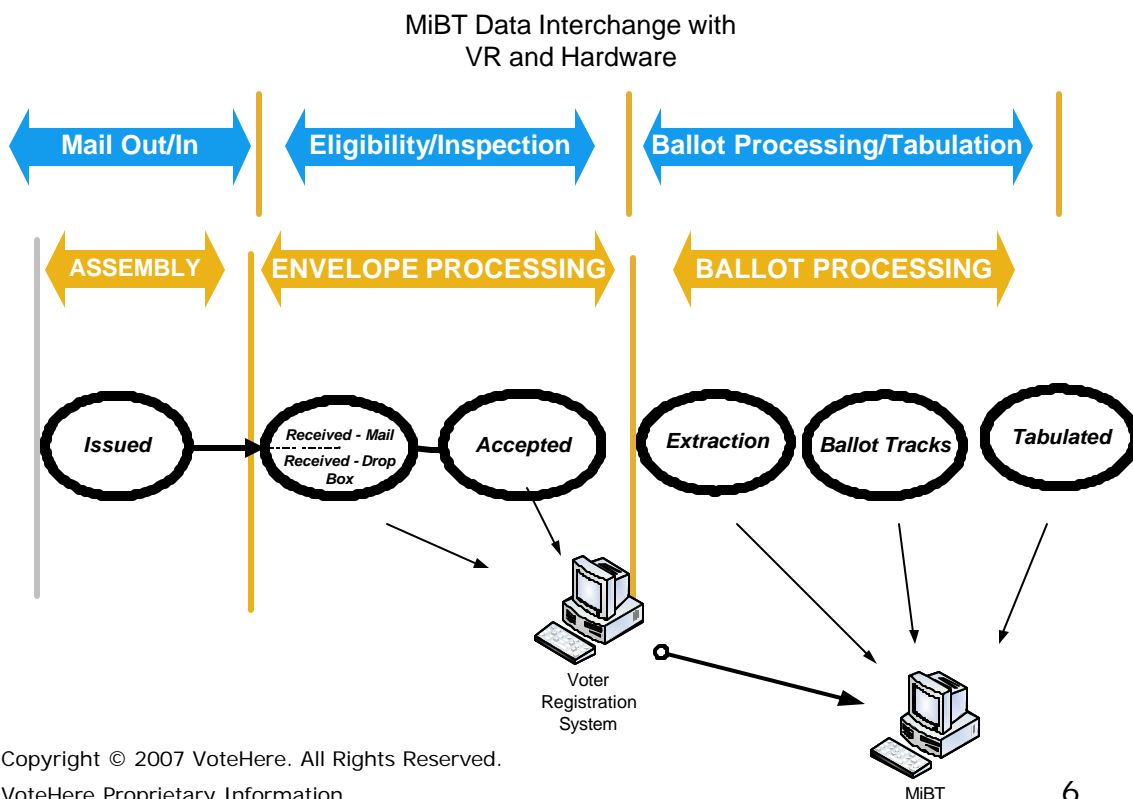 MiBT Data Interchange with
VR and Hardware
Mail Out/In
Eligibility/Inspection
Ballot Processing/Tabulation
ASSEMBLY
ENVELOPE PROCESSING
BALLOT PROCESSING
Issued
Received - Mail
Received - Drop
Box
Accepted
Extraction
Ballot Tracks
Tabulated
Voter
Registration
System
MiBT
Copyright © 2007 VoteHere. All Rights Reserved.
VoteHere Proprietary Information
6